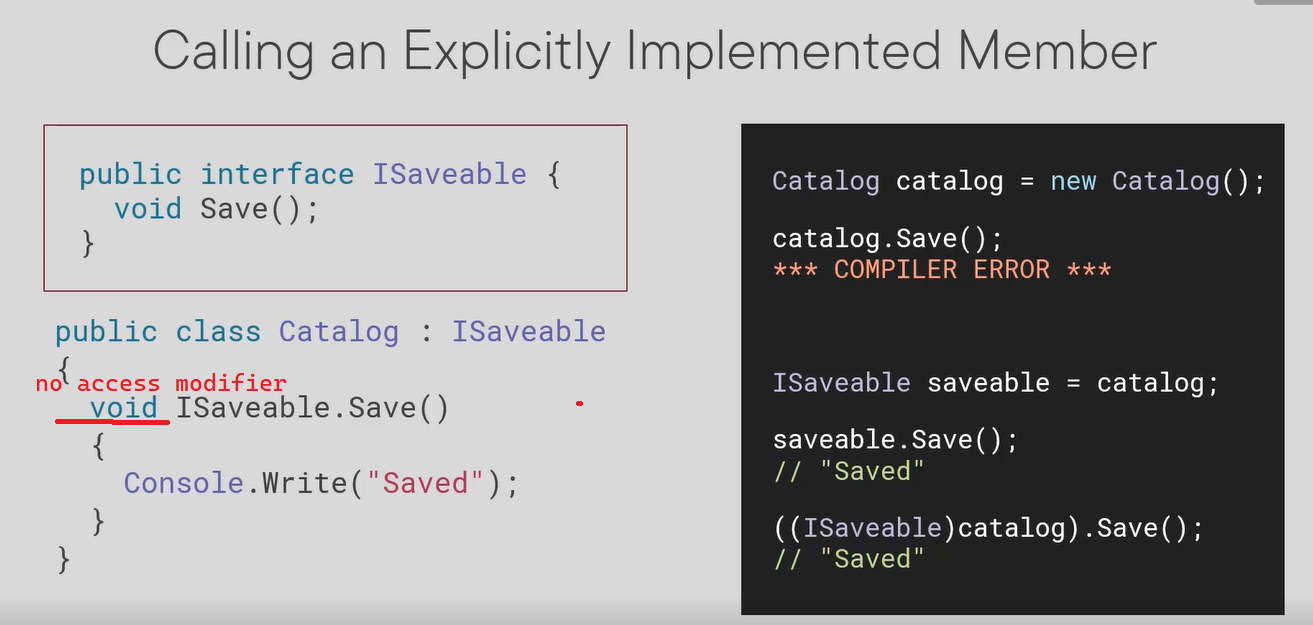 Calling an Explicitly Implemented Member
public interface ISaveable {
void Save();
}
public class Catalog : ISaveable
{
no access modifier
void ISaveable.Save()
{
Console.Write("Saved");
}
}
Catalog catalog = new Catalog();
catalog.Save();
*** COMPILER ERROR ***
ISaveable saveable = catalog;
saveable.Save();
// "Saved"
((ISaveable)catalog).Save();
// "Saved"